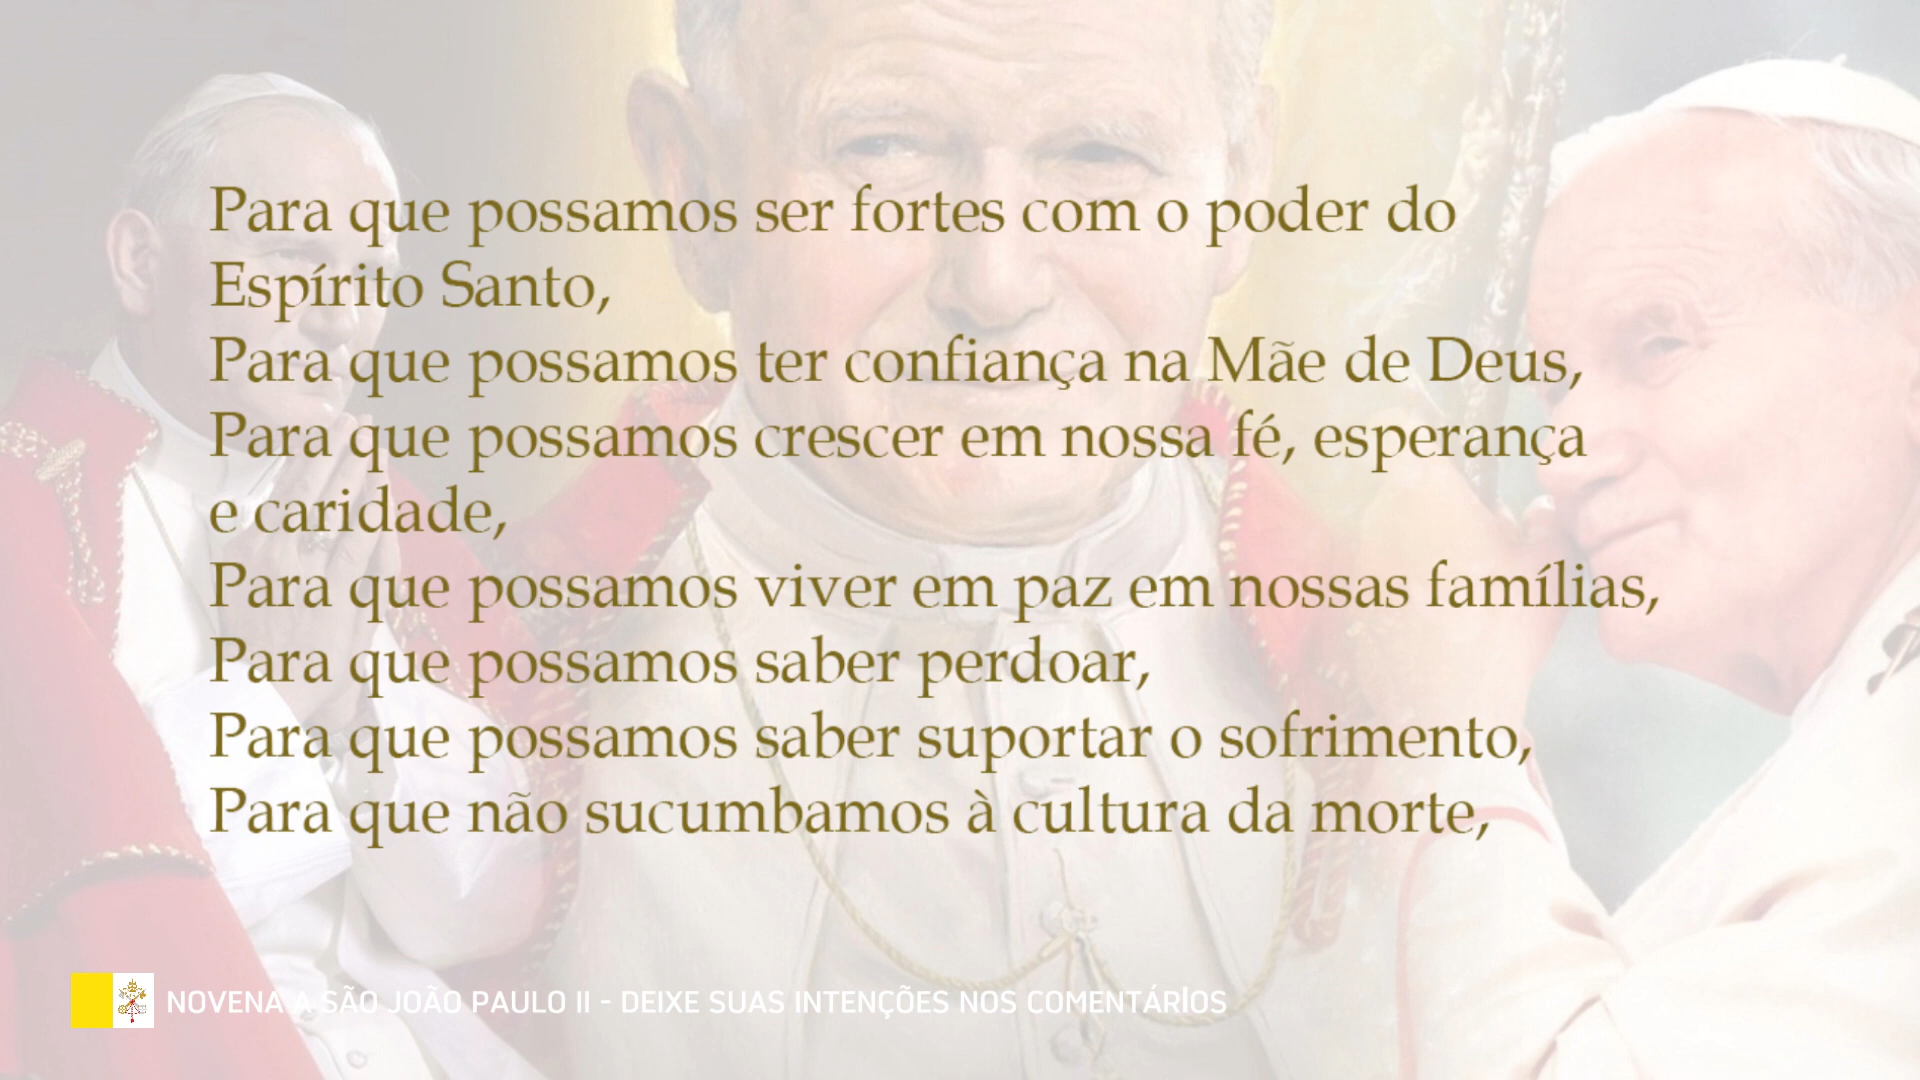 Para que possamos ser fortes com o poder do
Espírito Santo,
Para que possamos ter confiança na Mãe de Deus,
Para que possamos crescer em nossa fé, esperança
e caridade,
Para que possamos viver em paz em nossas famílias,
Para que possamos saber perdoar,
Para que possamos saber suportar o sofrimento,
Para que não sucumbamos à cultura da morte,
NOVENA A SÃO JOÃO PAULO II - DEIXE SUAS INTENÇÕES NOS COMENTÁRIOS